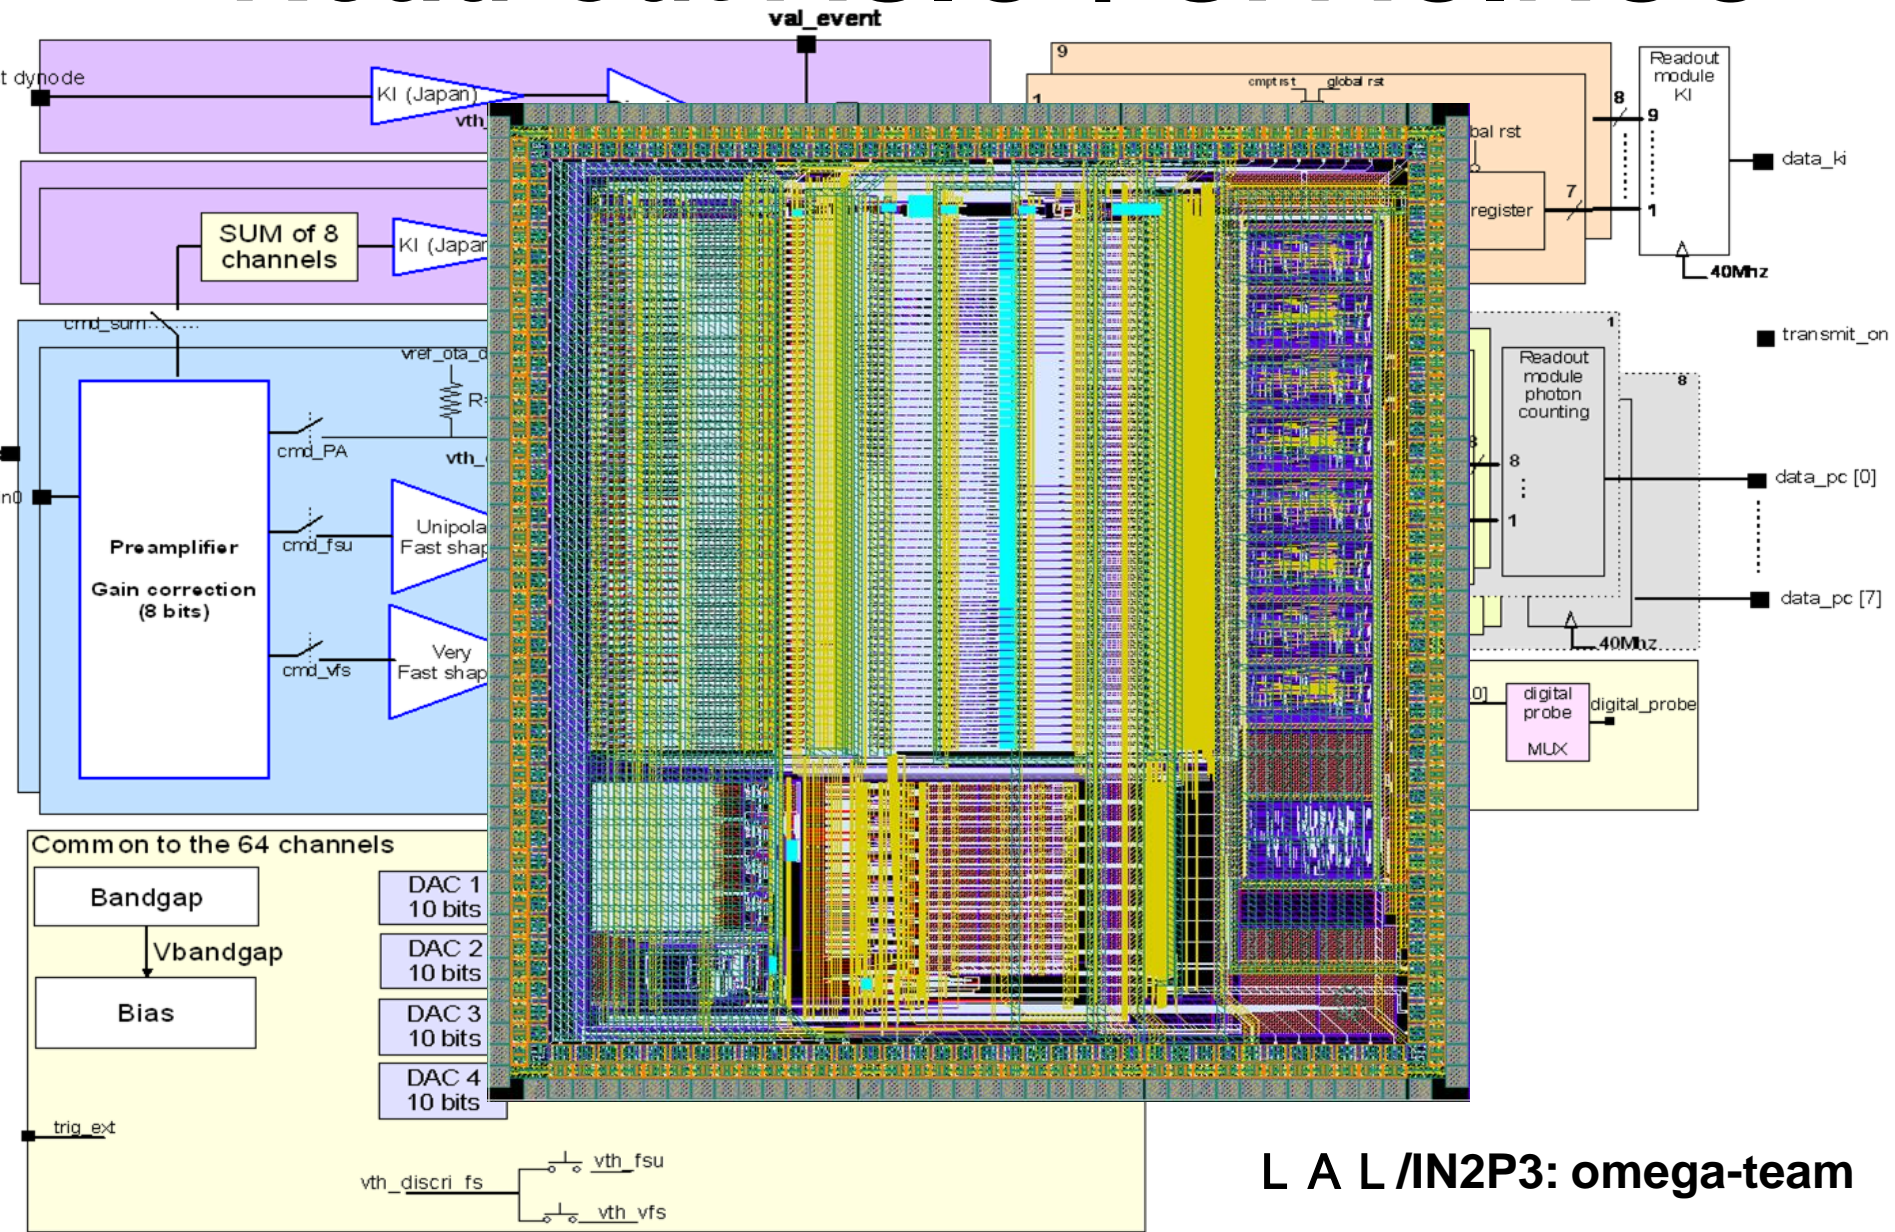 val_event
t dynode
KI (Japan)
vth_
9
1
cmpt rst
global rst
bal rst
register
8
7
9
1
Readout
module
KI
data_ki
40Mhz
SUM of 8
channels
KI (Japan
cmd_sum
transmit_on
vref_ota_d
R
cmd_PA
vth_
n0
Preamplifier
Gain correction
(8 bits)
cmd_fsu
Unipola
Fast shap
cmd_vfs
Very
Fast shap
1
8
Readout
module
photon
counting
8
8
1
data_pc [0]
data_pc [7]
40Mhz
0]
digital
probe
MUX
digital_probe
Common to the 64 channels
Bandgap
Vbandgap
Bias
DAC 1
10 bits
DAC 2
10 bits
DAC 3
10 bits
DAC 4
10 bits
trig_ext
vth_discri_fs
vth_fsu
vth_vfs
ＬＡＬ/IN2P3: omega-team